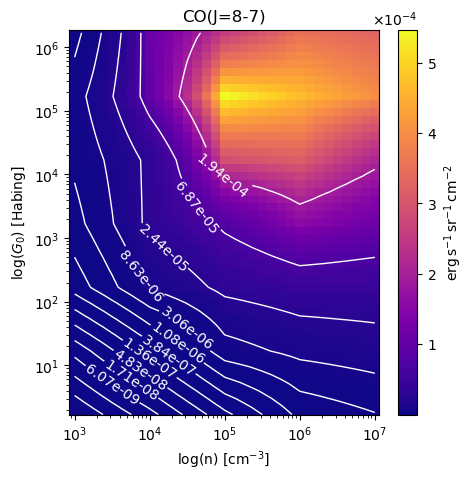 CO(J=8-7)
×10⁻⁴
log(G₀) [Habing]
10⁶
10⁵
10⁴
10³
10²
10¹
1.94e-04
6.87e-05
2.44e-05
8.63e-06
3.06e-06
1.08e-06
3.84e-07
1.36e-07
4.83e-08
1.71e-08
6.07e-09
10³ 10⁴ 10⁵ 10⁶ 10⁷
log(n) [cm⁻³]
5
4
3
2
1
erg s⁻¹ sr⁻¹ cm⁻²